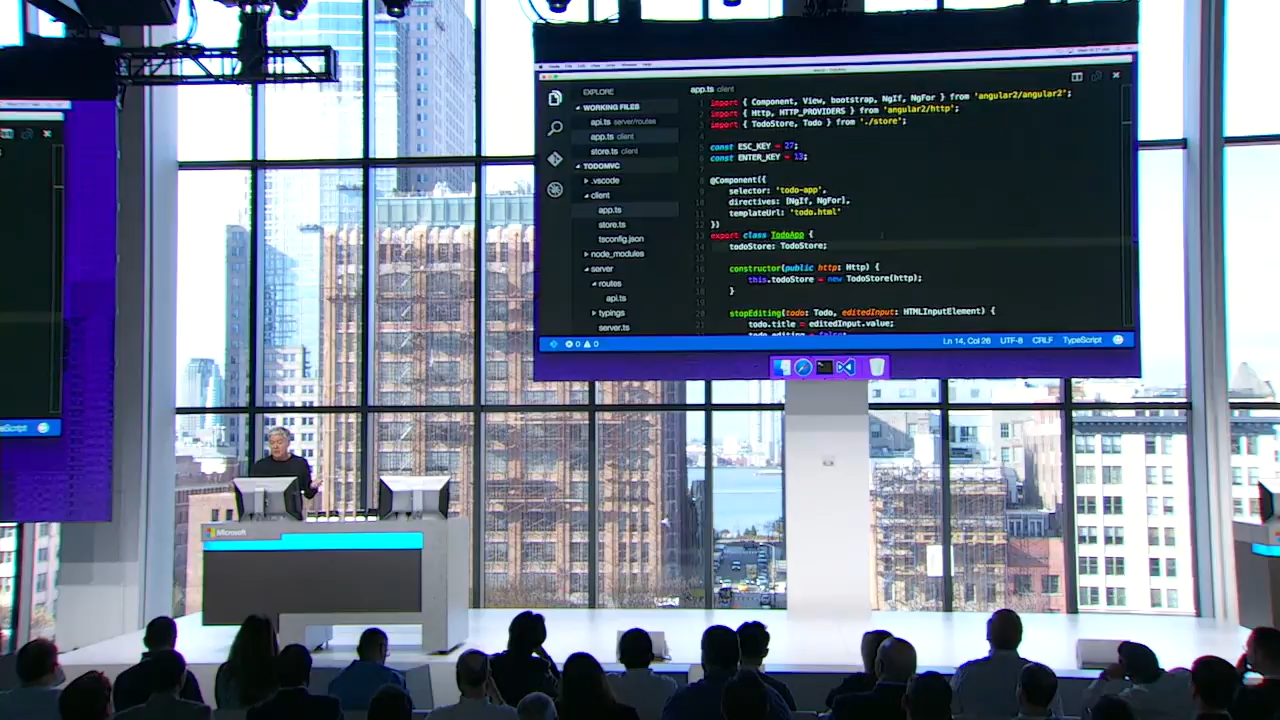 EXPLORE
WORKING FILES
api.ts server/routes
app.ts client
store.ts client
TODOMVC
.vscode
client
app.ts
store.ts
tsconfig.json
node_modules
server
routes
api.ts
typings
server.ts
app.ts client
import { Component, View, bootstrap, NgIf, NgFor } from 'angular2/angular2';
import { Http, HTTP_PROVIDERS } from 'angular2/http';
import { TodoStore, Todo } from './store';
const ESC_KEY = 27;
const ENTER_KEY = 13;
@Component({
selector: 'todo-app',
directives: [NgIf, NgFor],
templateUrl: 'todo.html'
})
export class TodoApp {
todoStore: TodoStore;
constructor(public http: Http) {
this.todoStore = new TodoStore(http);
}
stopEditing(todo: Todo, editedInput: HTMLInputElement) {
todo.title = editedInput.value;
0 0
Ln 14, Col 26 UTF-8 CRLF TypeScript
Microsoft